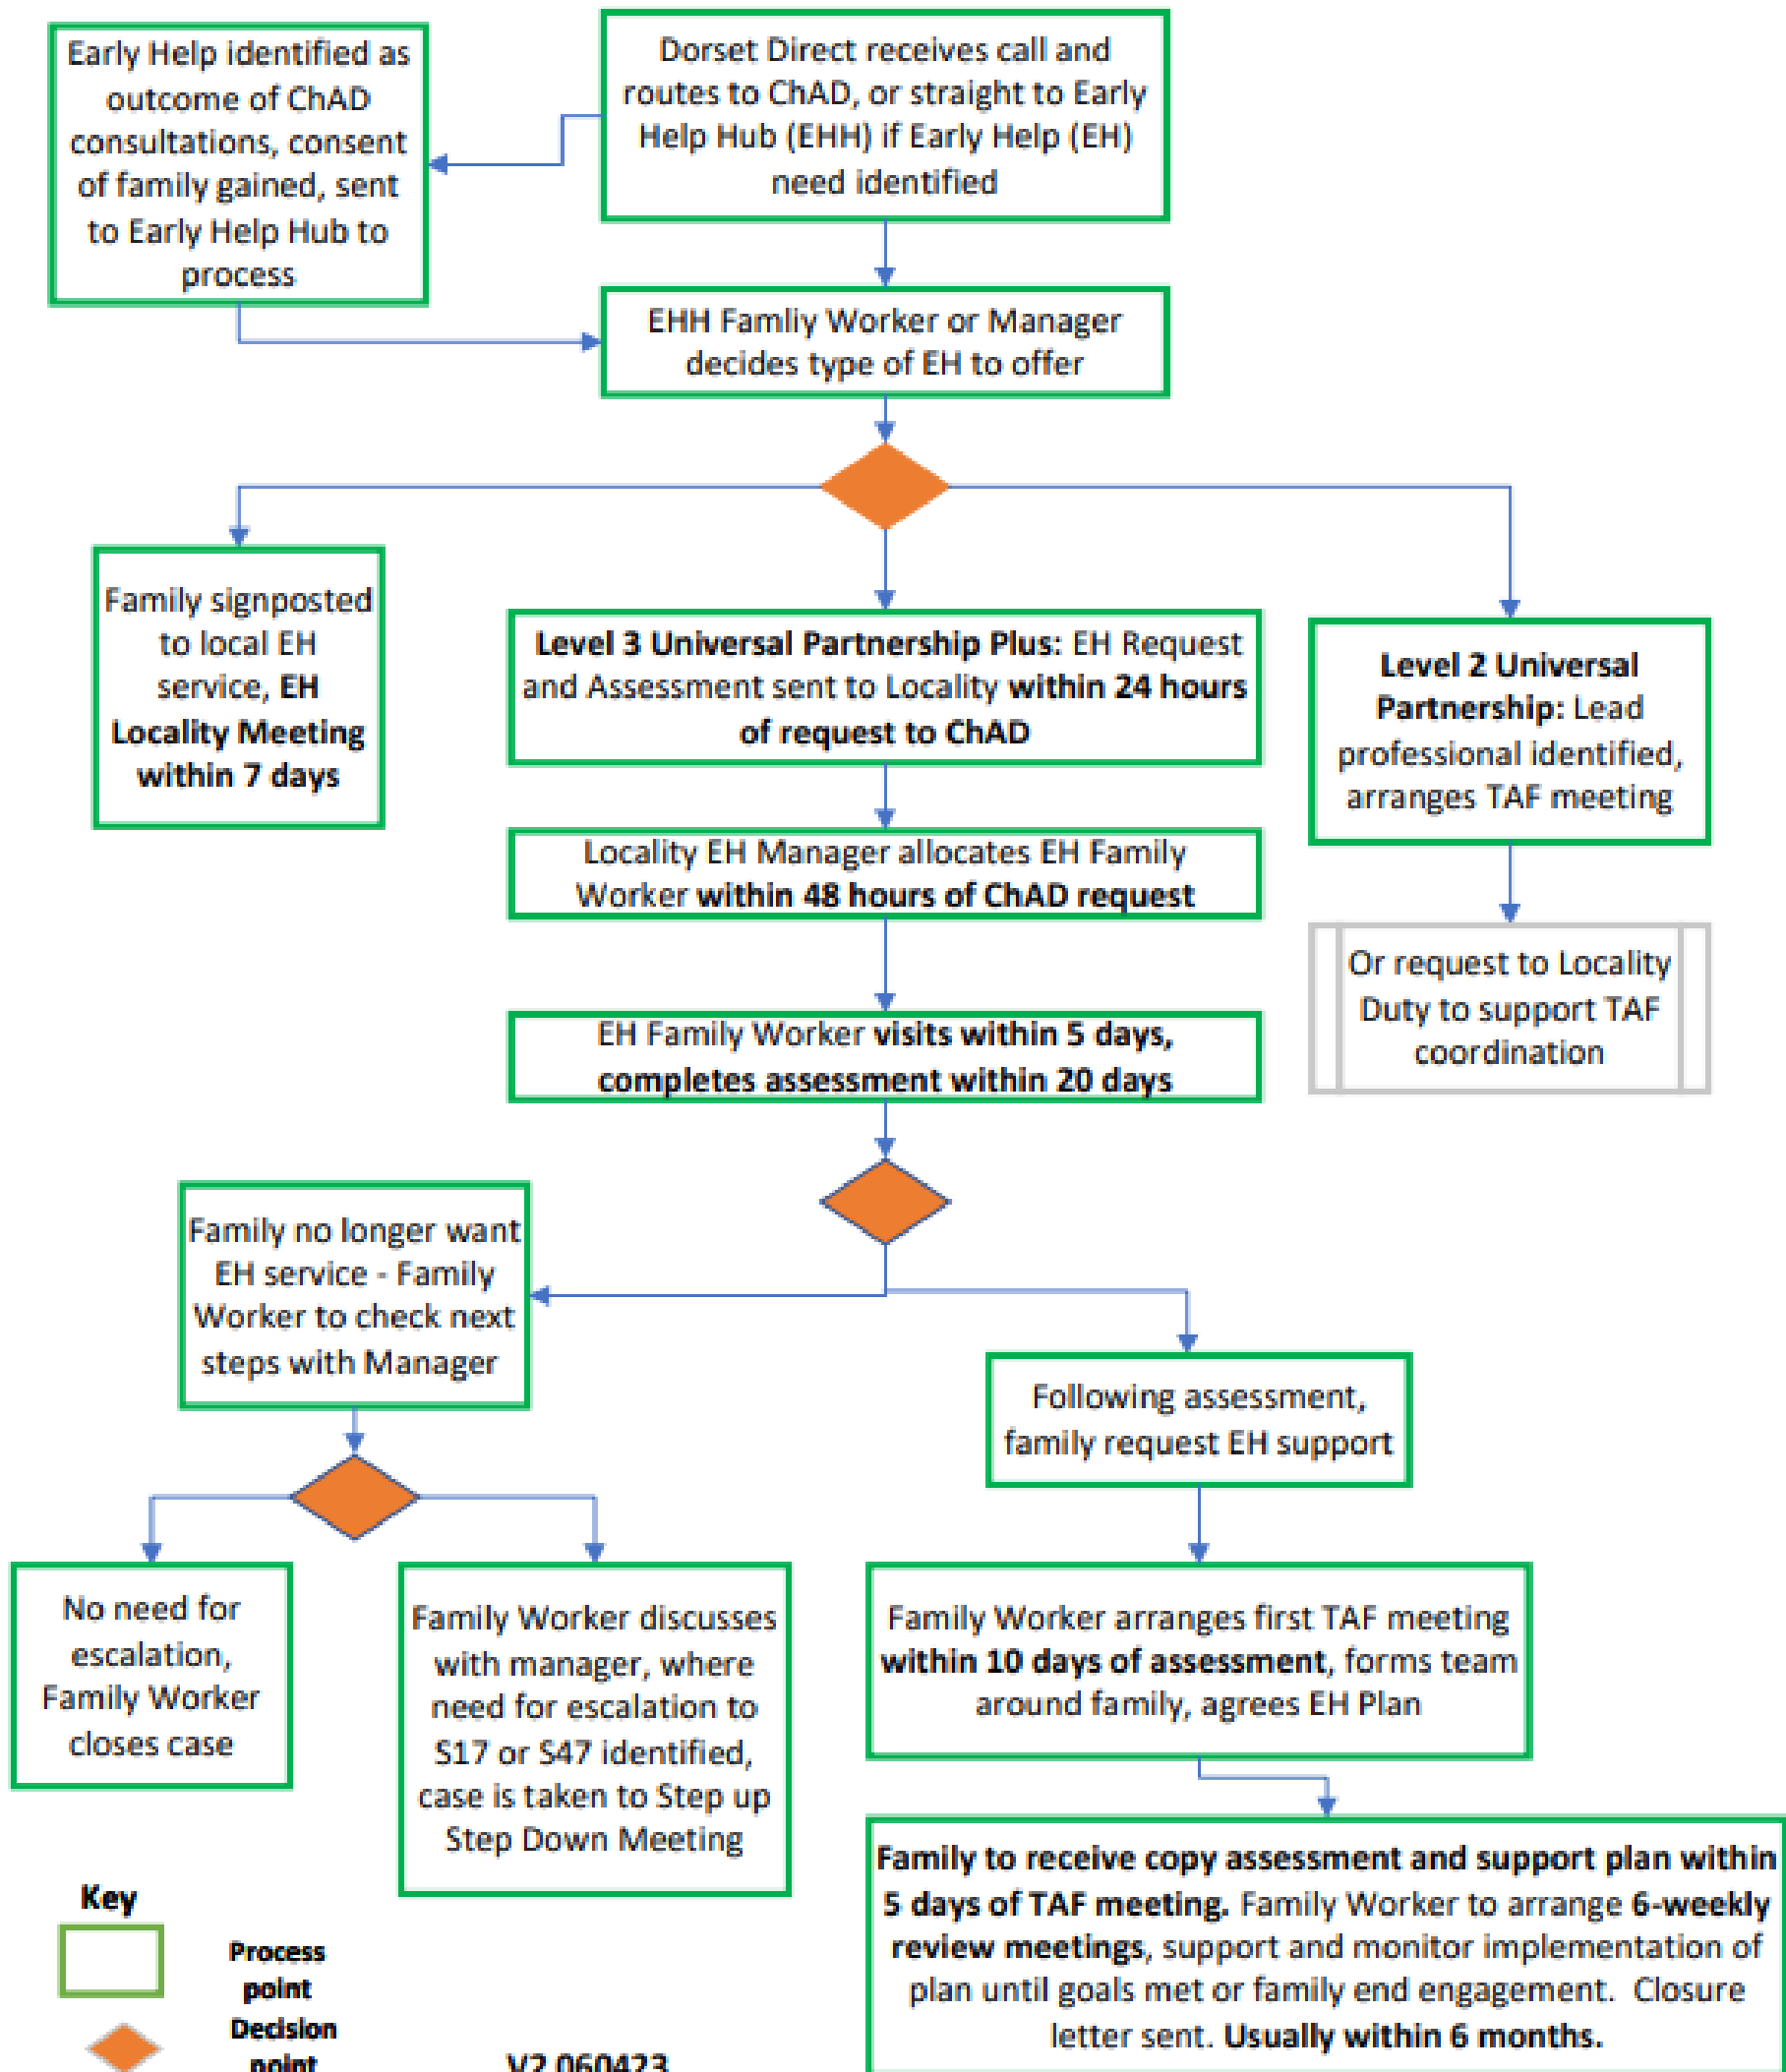 Early Help identified as
outcome of ChAD
consultations, consent
of family gained, sent
to Early Help Hub to
process
Dorset Direct receives call and
routes to ChAD, or straight to Early
Help Hub (EHH) if Early Help (EH)
need identified
EHH Famliy Worker or Manager
decides type of EH to offer
Family signposted
to local EH
service, EH
Locality Meeting
within 7 days
Level 3 Universal Partnership Plus: EH Request
and Assessment sent to Locality within 24 hours
of request to ChAD
Level 2 Universal
Partnership: Lead
professional identified,
arranges TAF meeting
Locality EH Manager allocates EH Family
Worker within 48 hours of ChAD request
Or request to Locality
Duty to support TAF
coordination
EH Family Worker visits within 5 days,
completes assessment within 20 days
Family no longer want
EH service - Family
Worker to check next
steps with Manager
Following assessment,
family request EH support
No need for
escalation,
Family Worker
closes case
Family Worker discusses
with manager, where
need for escalation to
S17 or S47 identified,
case is taken to Step up
Step Down Meeting
Family Worker arranges first TAF meeting
within 10 days of assessment, forms team
around family, agrees EH Plan
Family to receive copy assessment and support plan within
5 days of TAF meeting. Family Worker to arrange 6-weekly
review meetings, support and monitor implementation of
plan until goals met or family end engagement. Closure
letter sent. Usually within 6 months.
Key
Process
point
Decision
point
V2 060423